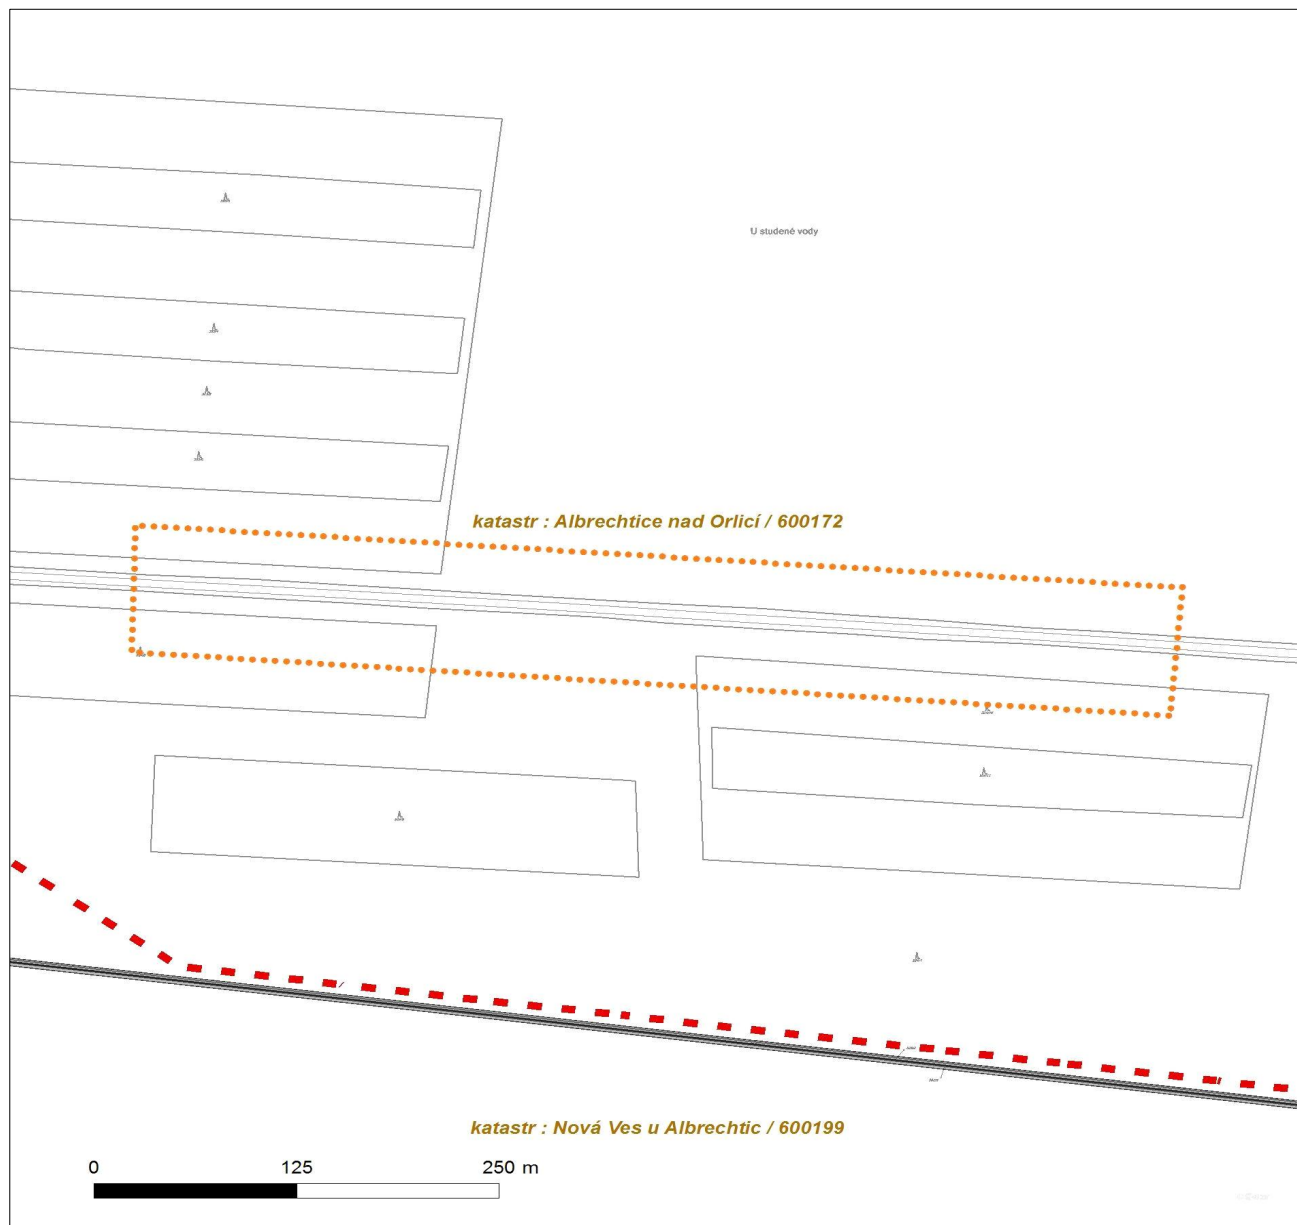 U studené vody
katastr : Albrechtice nad Orlicí / 600172
katastr : Nová Ves u Albrechtic / 600199
0 125 250 m